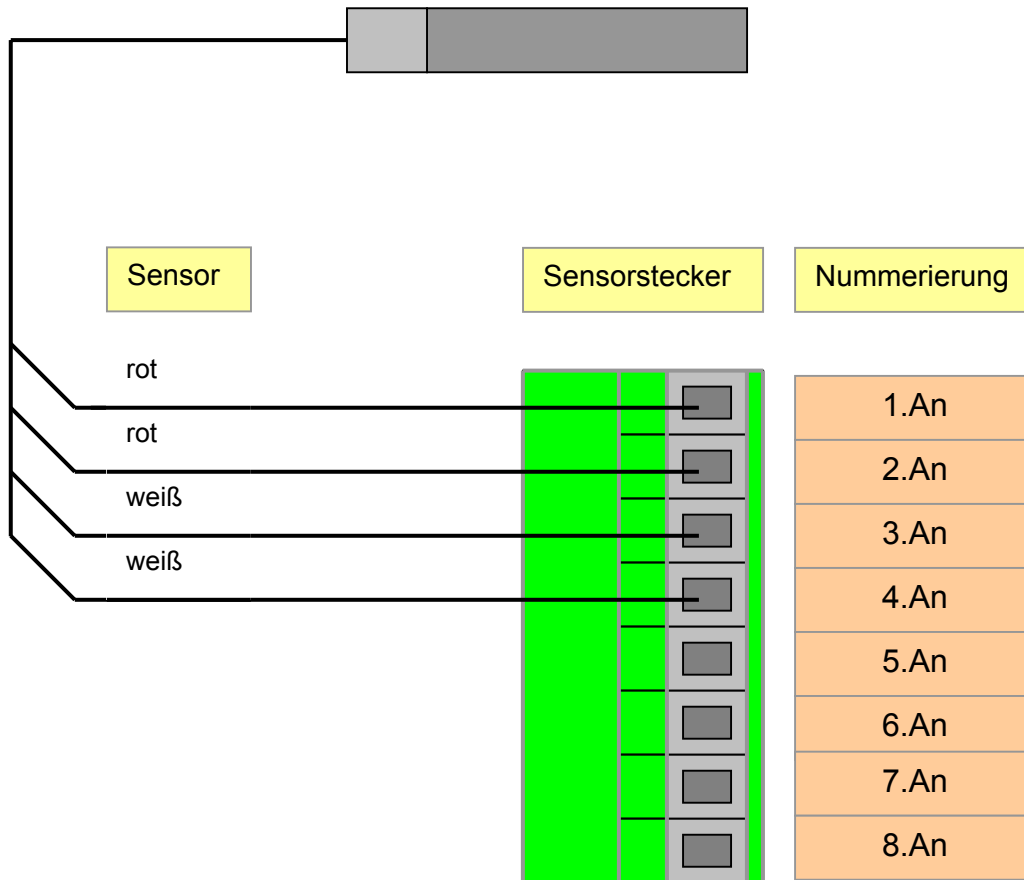 Sensor
Sensorstecker
Nummerierung
rot
1.An
rot
2.An
weiß
3.An
weiß
4.An
5.An
6.An
7.An
8.An